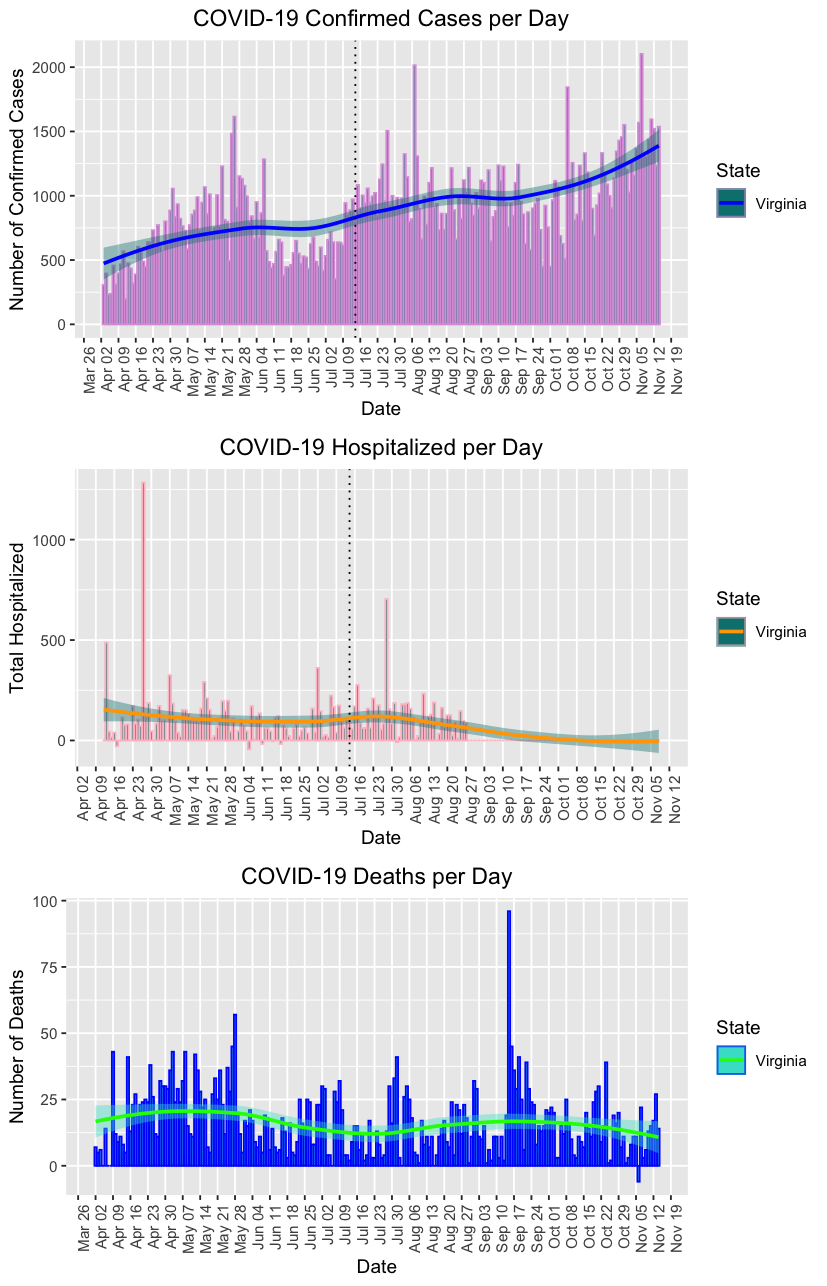 COVID-19 Confirmed Cases per Day
Number of Confirmed Cases
2000
1500
1000
500
0
Mar 26
Apr 02
Apr 09
Apr 16
Apr 23
Apr 30
May 07
May 14
May 21
May 28
Jun 04
Jun 11
Jun 18
Jun 25
Jul 02
Jul 09
Jul 16
Jul 23
Jul 30
Aug 06
Aug 13
Aug 20
Aug 27
Sep 03
Sep 10
Sep 17
Sep 24
Oct 01
Oct 08
Oct 15
Oct 22
Oct 29
Nov 05
Nov 12
Nov 19
Date
State
Virginia
COVID-19 Hospitalized per Day
Total Hospitalized
1000
500
0
Apr 02
Apr 09
Apr 16
Apr 23
Apr 30
May 07
May 14
May 21
May 28
Jun 04
Jun 11
Jun 18
Jun 25
Jul 02
Jul 09
Jul 16
Jul 23
Jul 30
Aug 06
Aug 13
Aug 20
Aug 27
Sep 03
Sep 10
Sep 17
Sep 24
Oct 01
Oct 08
Oct 15
Oct 22
Oct 29
Nov 05
Nov 12
Date
State
Virginia
COVID-19 Deaths per Day
Number of Deaths
100
75
50
25
0
Mar 26
Apr 02
Apr 09
Apr 16
Apr 23
Apr 30
May 07
May 14
May 21
May 28
Jun 04
Jun 11
Jun 18
Jun 25
Jul 02
Jul 09
Jul 16
Jul 23
Jul 30
Aug 06
Aug 13
Aug 20
Aug 27
Sep 03
Sep 10
Sep 17
Sep 24
Oct 01
Oct 08
Oct 15
Oct 22
Oct 29
Nov 05
Nov 12
Nov 19
Date
State
Virginia